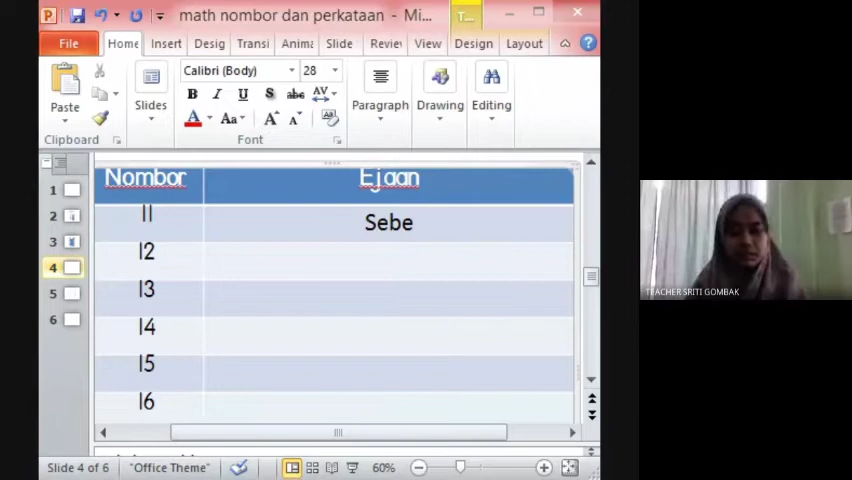 math nombor dan perkataan - Mi...
T...
File Home Insert Desig Transi Anima Slide Reviev View Design Layout
Calibri (Body) 28
Paste Slides B I U S abc AV Paragraph Drawing Editing
A Aa A A
Clipboard Font
Nombor Ejaan
11 Sebe
12
13
14
15
16
1
2
3
4
5
6
TEACHER SRITI GOMBAK
Slide 4 of 6 "Office Theme" 60%